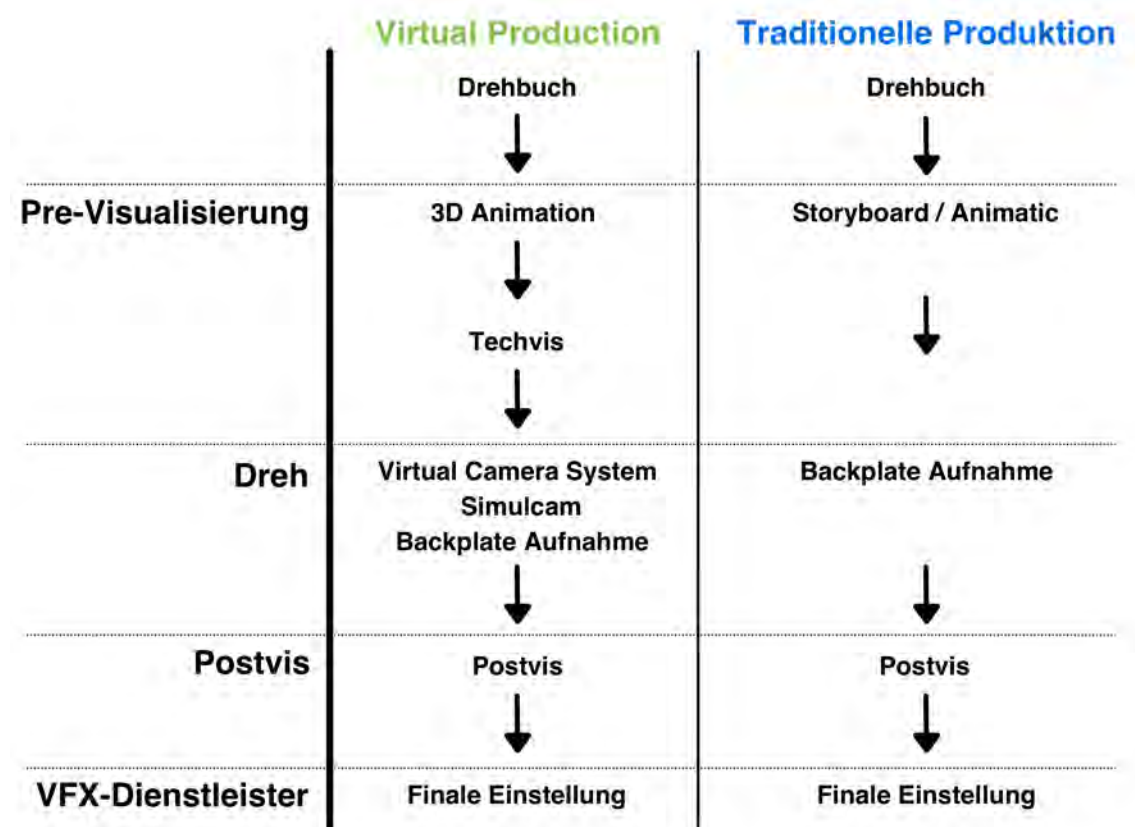 Virtual Production Traditionelle Produktion
Drehbuch Drehbuch
Pre-Visualisierung 3D Animation Storyboard / Animatic
Techvis
Dreh Virtual Camera System Backplate Aufnahme
Simulcam
Backplate Aufnahme
Postvis Postvis Postvis
VFX-Dienstleister Finale Einstellung Finale Einstellung